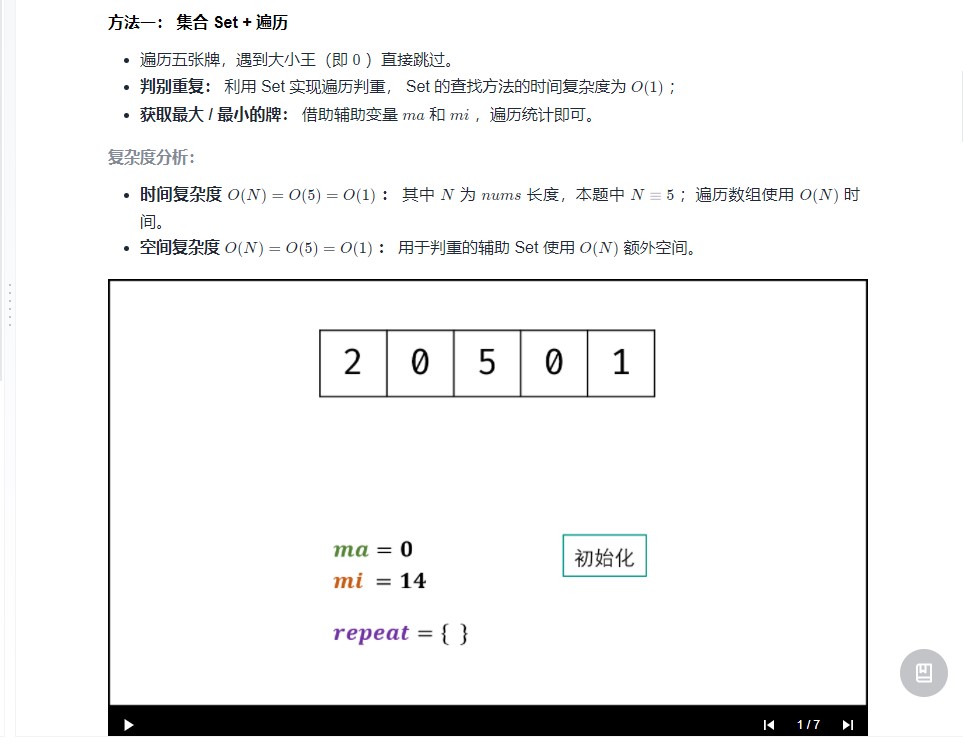 方法一： 集合 Set + 遍历
遍历五张牌，遇到大小王（即 0 ）直接跳过。
判别重复： 利用 Set 实现遍历判重， Set 的查找方法的时间复杂度为 O(1) ；
获取最大 / 最小的牌： 借助辅助变量 ma 和 mi ，遍历统计即可。
复杂度分析：
时间复杂度 O(N) = O(5) = O(1) ： 其中 N 为 nums 长度，本题中 N ≡ 5 ；遍历数组使用 O(N) 时
间。
空间复杂度 O(N) = O(5) = O(1) ： 用于判重的辅助 Set 使用 O(N) 额外空间。
2 0 5 0 1
ma = 0
mi = 14
初始化
repeat = { }
1 / 7